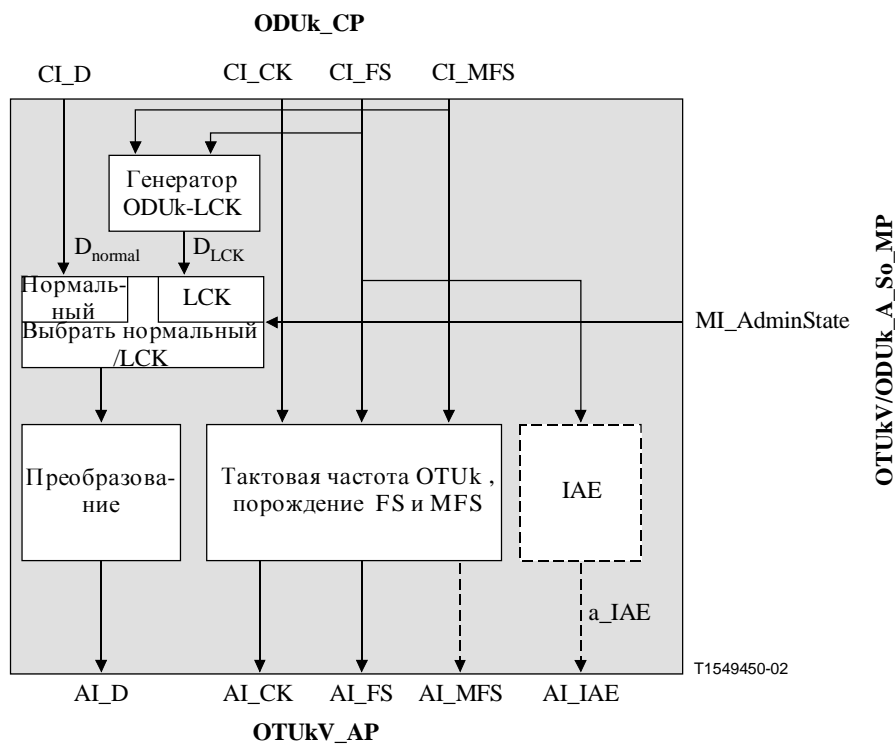 ODUk_CP
CI_D CI_CK CI_FS CI_MFS
Генератор
ODUk-LCK
D_normal D_LCK
Нормаль-
ный
LCK
Выбрать нормальный
/LCK
MI_AdminState
OTUkV/ODUk_A_So_MP
Преобразова-
ние
Тактовая частота OTUk ,
порождение FS и MFS
IAE
a_IAE
T1549450-02
AI_D AI_CK AI_FS AI_MFS AI_IAE
OTUkV_AP